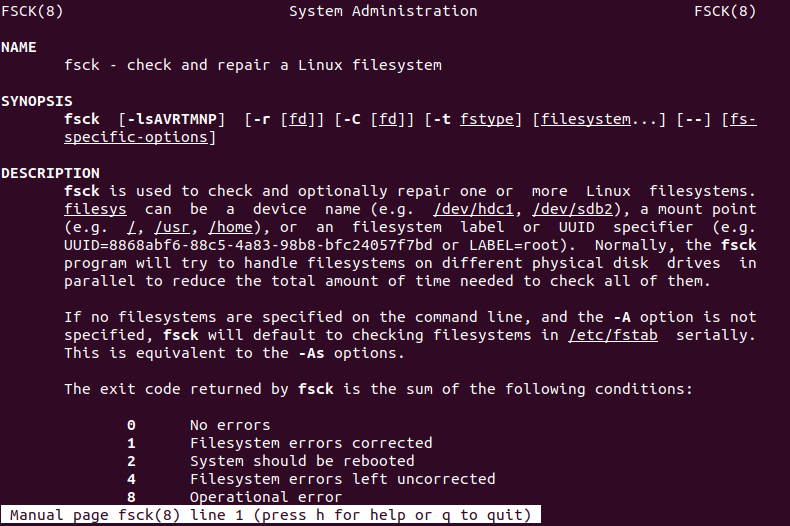 FSCK(8) System Administration FSCK(8)
NAME
fsck - check and repair a Linux filesystem
SYNOPSIS
fsck [-lsAVRTMNP] [-r [fd]] [-C [fd]] [-t fstype] [filesystem...] [--] [fs-
specific-options]
DESCRIPTION
fsck is used to check and optionally repair one or more Linux filesystems.
filesys can be a device name (e.g. /dev/hdc1, /dev/sdb2), a mount point
(e.g. /, /usr, /home), or an filesystem label or UUID specifier (e.g.
UUID=8868abf6-88c5-4a83-98b8-bfc24057f7bd or LABEL=root). Normally, the fsck
program will try to handle filesystems on different physical disk drives in
parallel to reduce the total amount of time needed to check all of them.
If no filesystems are specified on the command line, and the -A option is not
specified, fsck will default to checking filesystems in /etc/fstab serially.
This is equivalent to the -As options.
The exit code returned by fsck is the sum of the following conditions:
0 No errors
1 Filesystem errors corrected
2 System should be rebooted
4 Filesystem errors left uncorrected
8 Operational error
Manual page fsck(8) line 1 (press h for help or q to quit)